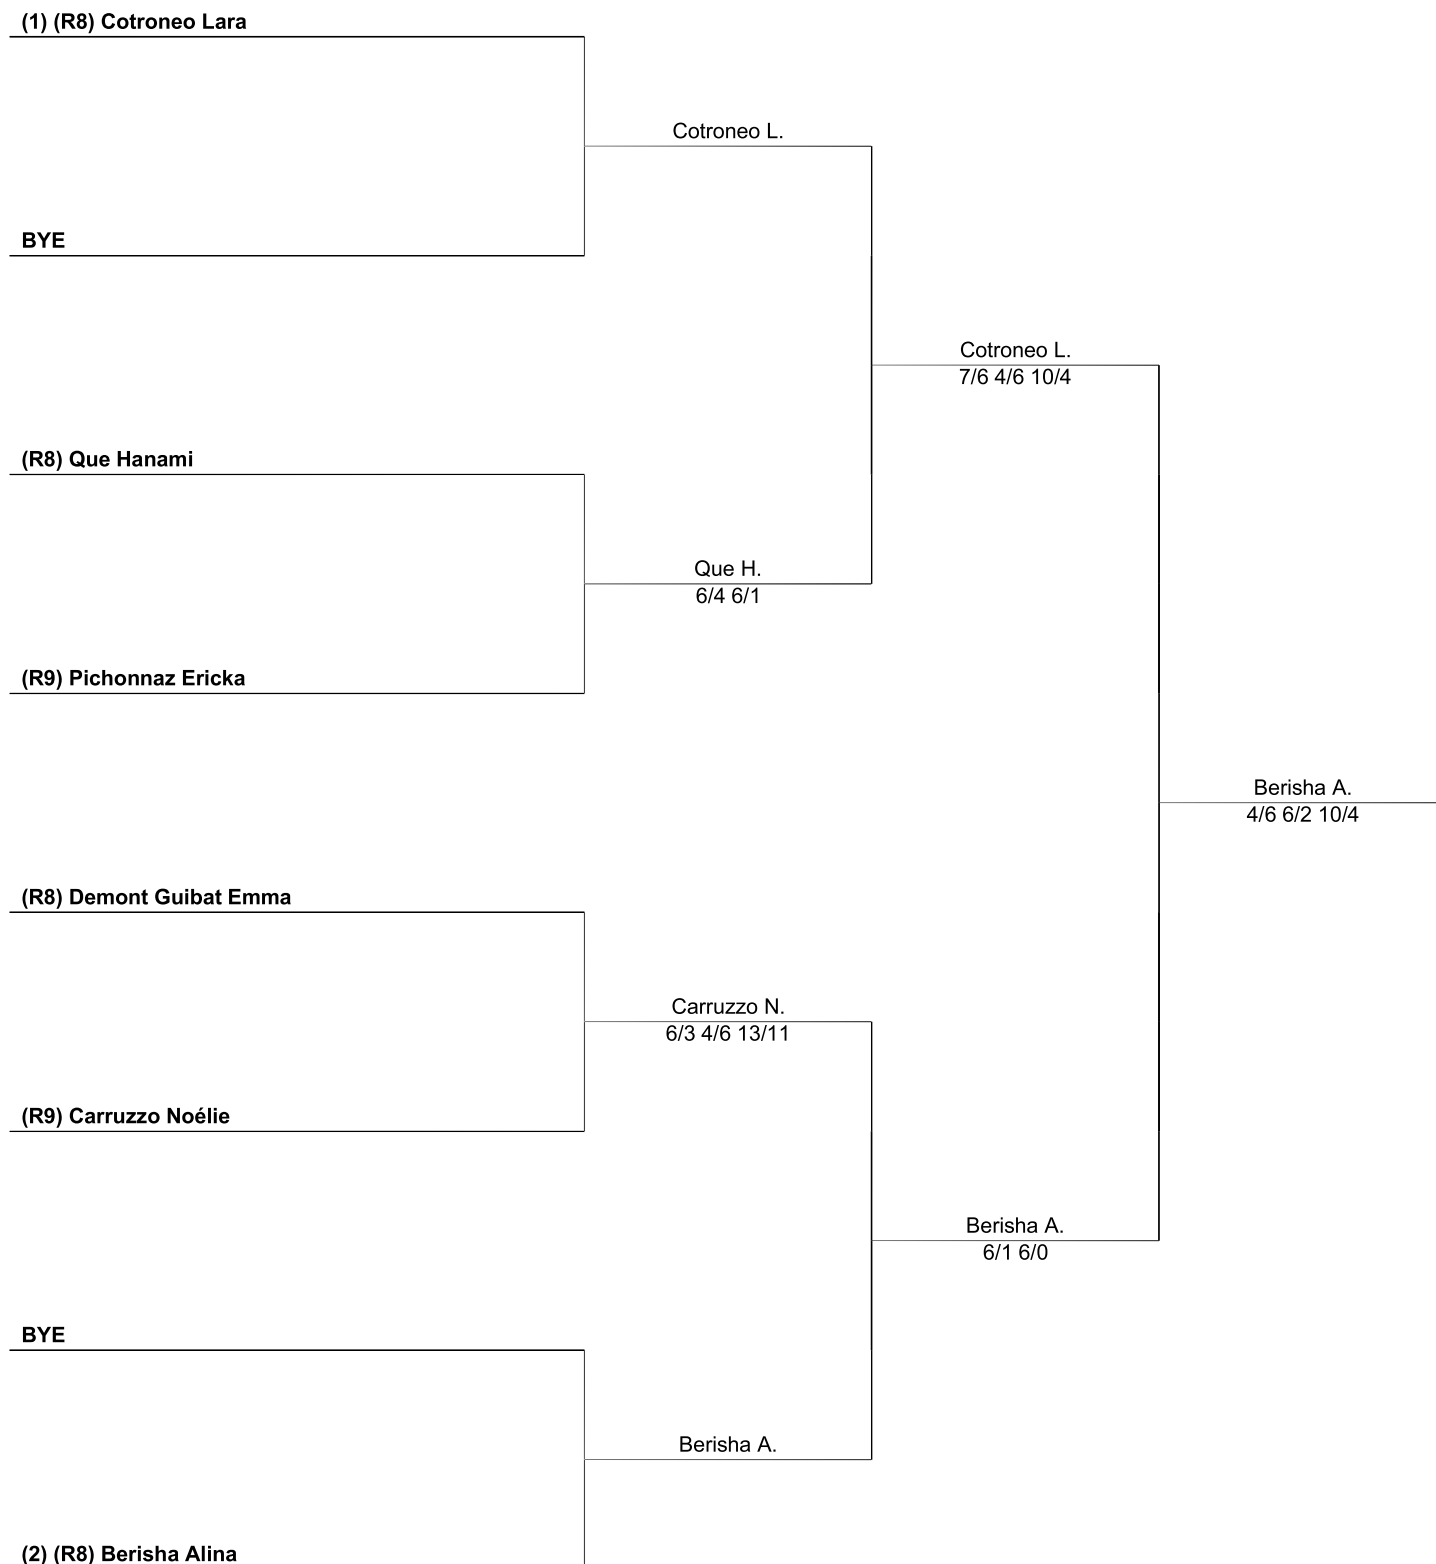 (1) (R8) Cotroneo Lara
Cotroneo L.
BYE
Cotroneo L.
7/6 4/6 10/4
(R8) Que Hanami
Que H.
6/4 6/1
(R9) Pichonnaz Ericka
Berisha A.
4/6 6/2 10/4
(R8) Demont Guibat Emma
Carruzzo N.
6/3 4/6 13/11
(R9) Carruzzo Noélie
Berisha A.
6/1 6/0
BYE
Berisha A.
(2) (R8) Berisha Alina